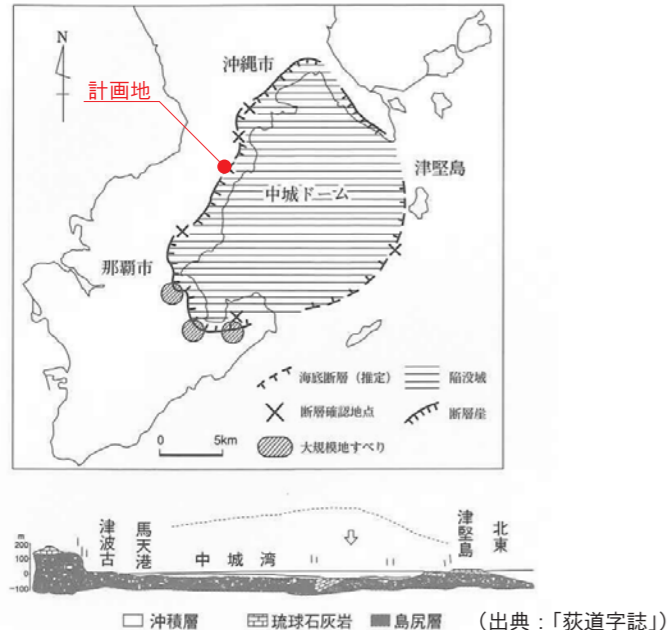 N
沖縄市
計画地
津堅島
中城ドーム
那覇市
海底断層（推定）
陥没域
断層確認地点
断層崖
0 5km
大規模地すべり
m
200
100
0
-100
津波古
馬天港
中城湾
津堅島
北東
沖積層
琉球石灰岩
島尻層
（出典：「荻道字誌」）